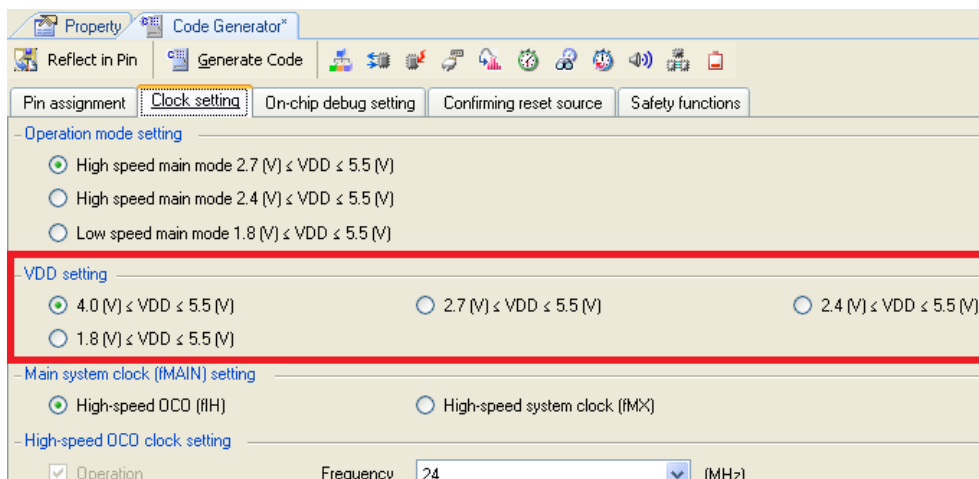 Property Code Generator*
Reflect in Pin Generate Code
Pin assignment Clock setting On-chip debug setting Confirming reset source Safety functions
Operation mode setting
High speed main mode 2.7 (V) ≤ VDD ≤ 5.5 (V)
High speed main mode 2.4 (V) ≤ VDD ≤ 5.5 (V)
Low speed main mode 1.8 (V) ≤ VDD ≤ 5.5 (V)
VDD setting
4.0 (V) ≤ VDD ≤ 5.5 (V) 2.7 (V) ≤ VDD ≤ 5.5 (V) 2.4 (V) ≤ VDD ≤ 5.5 (V)
1.8 (V) ≤ VDD ≤ 5.5 (V)
Main system clock (fMAIN) setting
High-speed OCO (fIH) High-speed system clock (fMX)
High-speed OCO clock setting
Operation Frequency 24 (MHz)